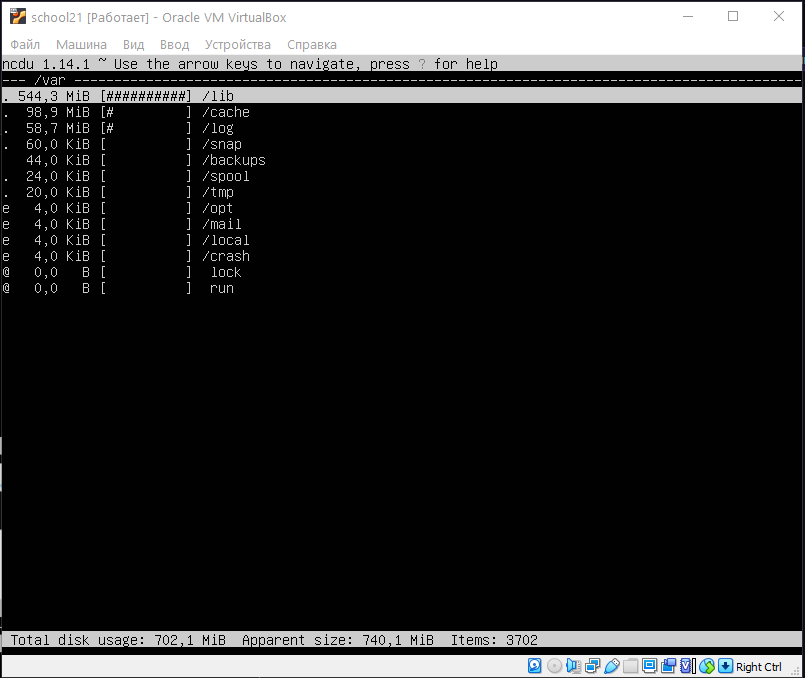 school21 [Работает] - Oracle VM VirtualBox
Файл Машина Вид Ввод Устройства Справка
ncdu 1.14.1 ~ Use the arrow keys to navigate, press ? for help
--- /var ----------------------------------------------------------------------------------------
. 544,3 MiB [##########] /lib
.  98,9 MiB [#         ] /cache
.  58,7 MiB [#         ] /log
.  60,0 KiB [          ] /snap
   44,0 KiB [          ] /backups
.  24,0 KiB [          ] /spool
.  20,0 KiB [          ] /tmp
e   4,0 KiB [          ] /opt
e   4,0 KiB [          ] /mail
e   4,0 KiB [          ] /local
e   4,0 KiB [          ] /crash
@   0,0   B [          ]  lock
@   0,0   B [          ]  run
Total disk usage: 702,1 MiB  Apparent size: 740,1 MiB  Items: 3702
Right Ctrl